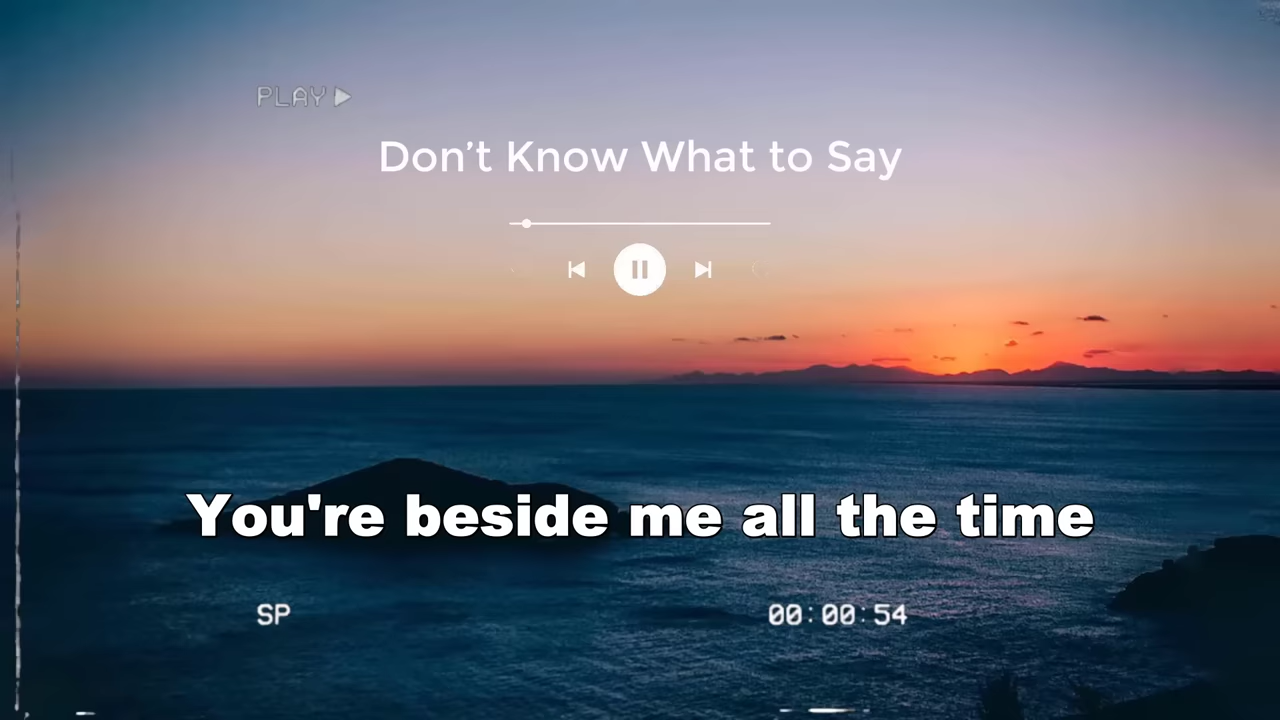 PLAY
Don’t Know What to Say
You're beside me all the time
SP
00:00:54